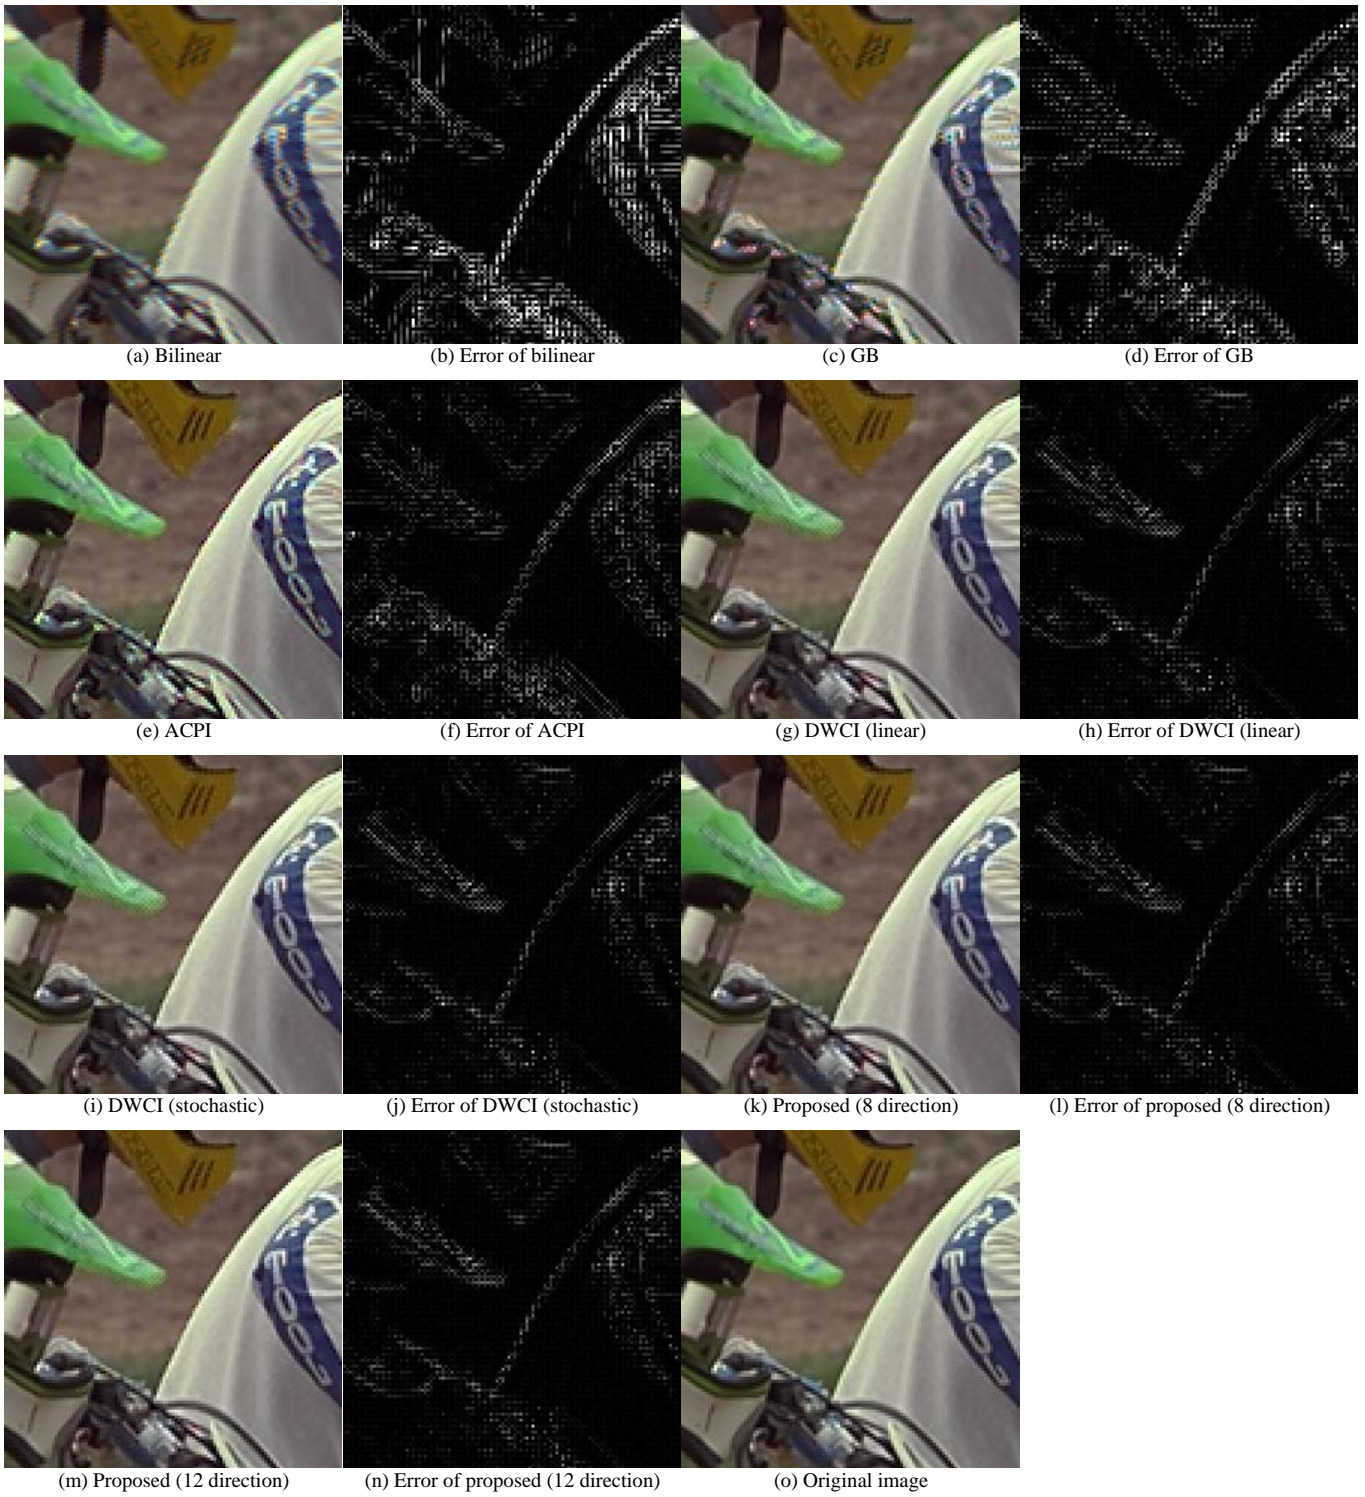 (a) Bilinear
(b) Error of bilinear
(c) GB
(d) Error of GB
(e) ACPI
(f) Error of ACPI
(g) DWCI (linear)
(h) Error of DWCI (linear)
(i) DWCI (stochastic)
(j) Error of DWCI (stochastic)
(k) Proposed (8 direction)
(l) Error of proposed (8 direction)
(m) Proposed (12 direction)
(n) Error of proposed (12 direction)
(o) Original image